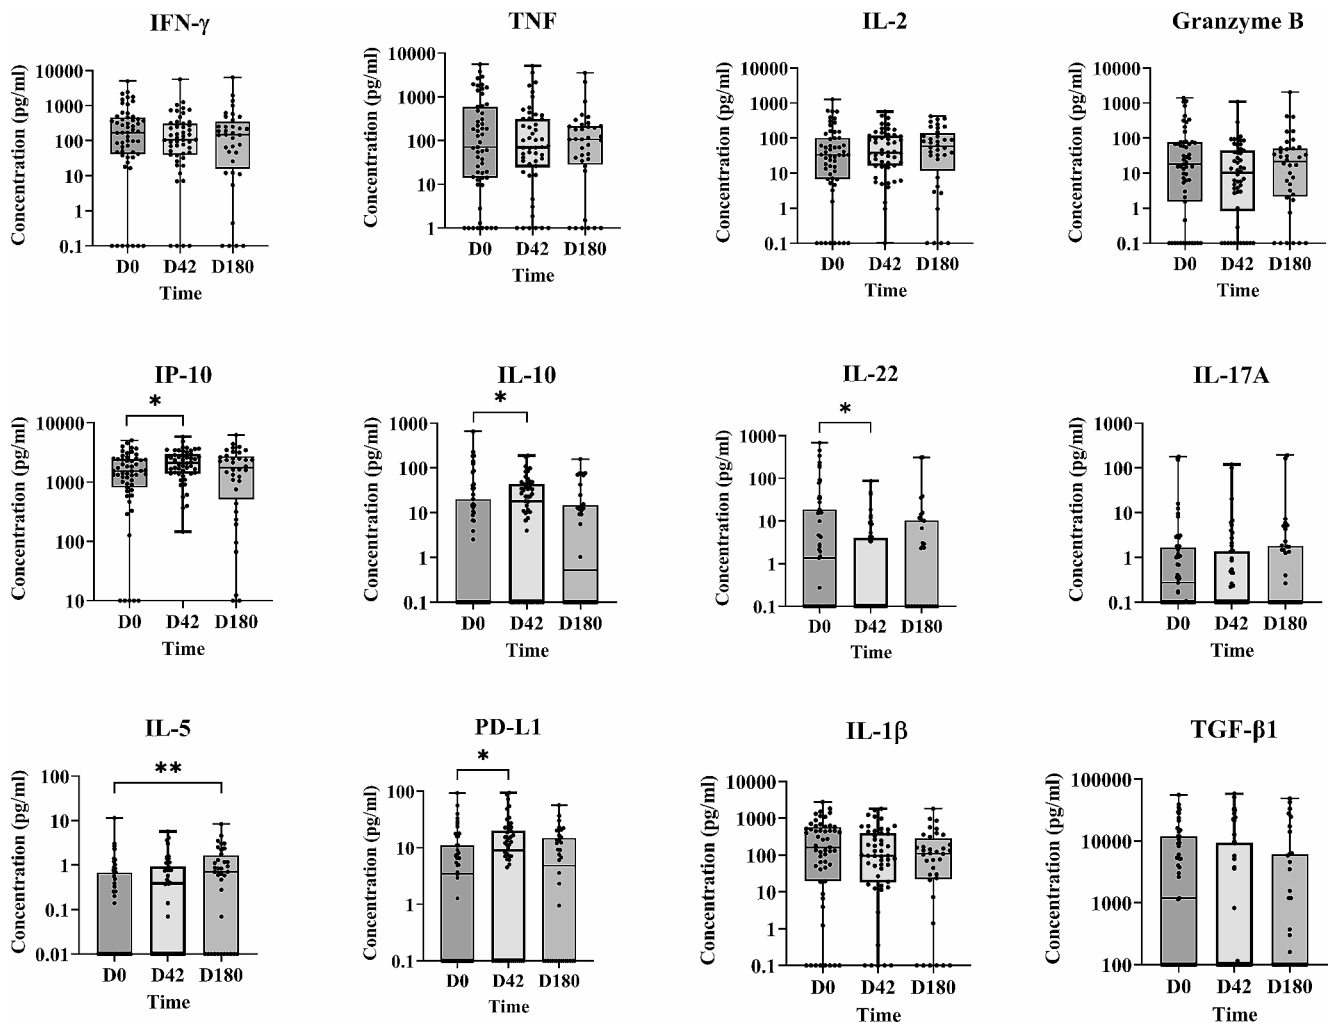 IFN-γ
Concentration (pg/ml)
10000
1000
100
10
1
0.1
D0 D42 D180
Time
TNF
Concentration (pg/ml)
10000
1000
100
10
1
D0 D42 D180
Time
IL-2
Concentration (pg/ml)
10000
1000
100
10
1
0.1
D0 D42 D180
Time
Granzyme B
Concentration (pg/ml)
10000
1000
100
10
1
0.1
D0 D42 D180
Time
IP-10
*
Concentration (pg/ml)
10000
1000
100
10
D0 D42 D180
Time
IL-10
*
Concentration (pg/ml)
1000
100
10
1
0.1
D0 D42 D180
Time
IL-22
*
Concentration (pg/ml)
1000
100
10
1
0.1
D0 D42 D180
Time
IL-17A
Concentration (pg/ml)
1000
100
10
1
0.1
D0 D42 D180
Time
IL-5
**
Concentration (pg/ml)
100
10
1
0.1
0.01
D0 D42 D180
Time
PD-L1
*
Concentration (pg/ml)
100
10
1
0.1
D0 D42 D180
Time
IL-1β
Concentration (pg/ml)
10000
1000
100
10
1
0.1
D0 D42 D180
Time
TGF-β1
Concentration (pg/ml)
100000
10000
1000
100
D0 D42 D180
Time